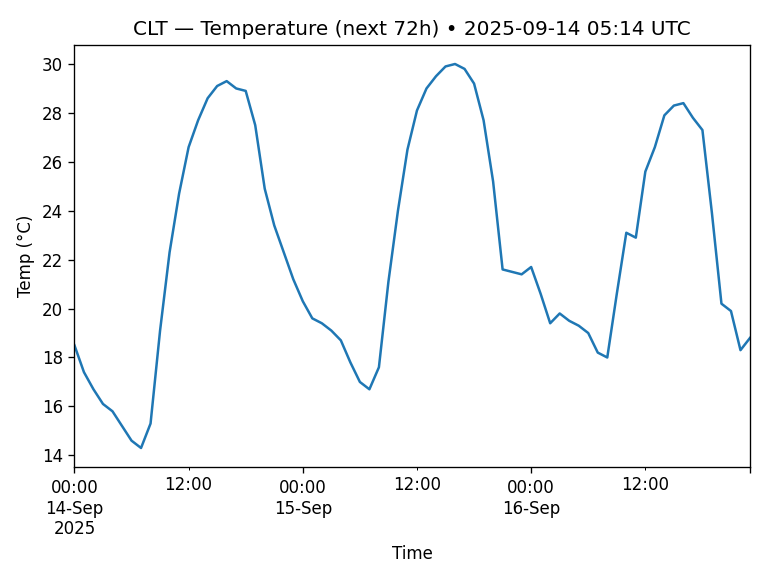 CLT — Temperature (next 72h) • 2025-09-14 05:14 UTC
Temp (°C)
30
28
26
24
22
20
18
16
14
00:00 12:00 00:00 12:00 00:00 12:00
14-Sep 15-Sep 16-Sep
2025
Time